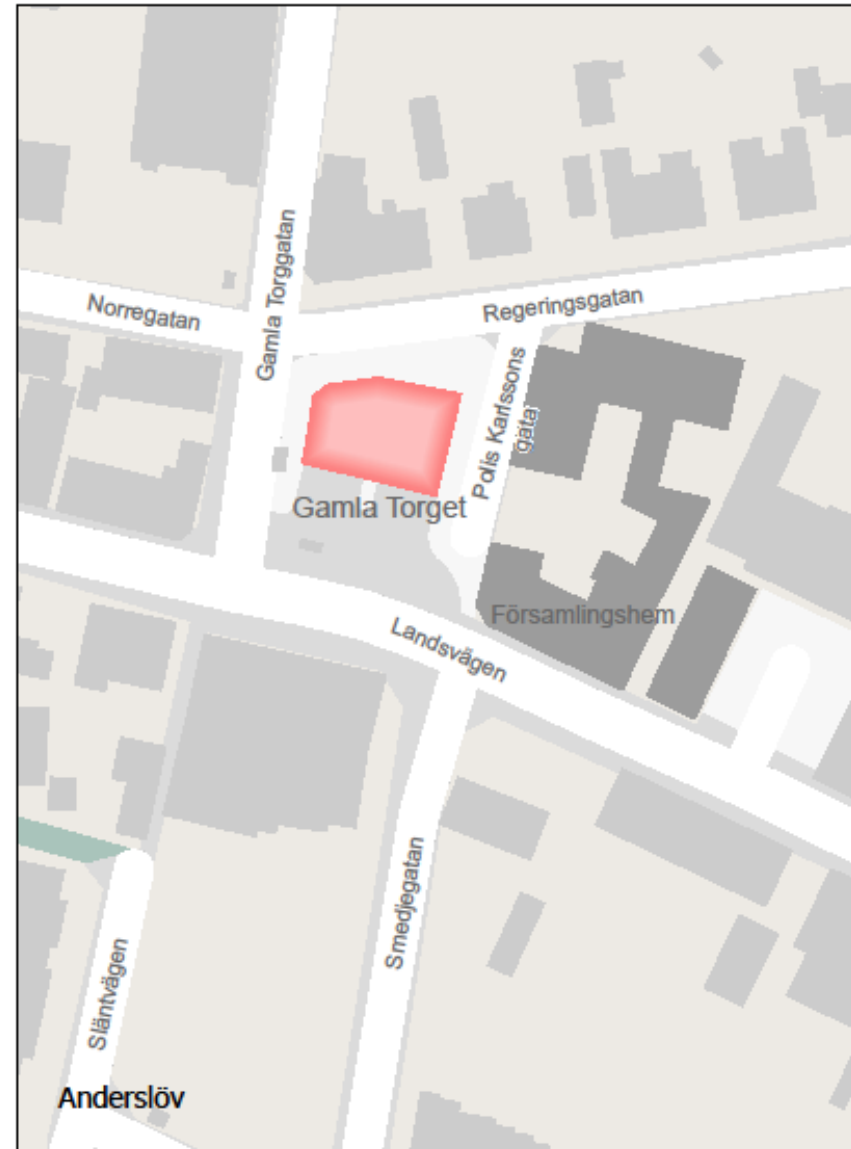 Gamla Torggatan
Norregatan
Regeringsgatan
Polis Karlssons
gata
Gamla Torget
Församlingshem
Landsvägen
Smedjegatan
Släntvägen
Anderslöv